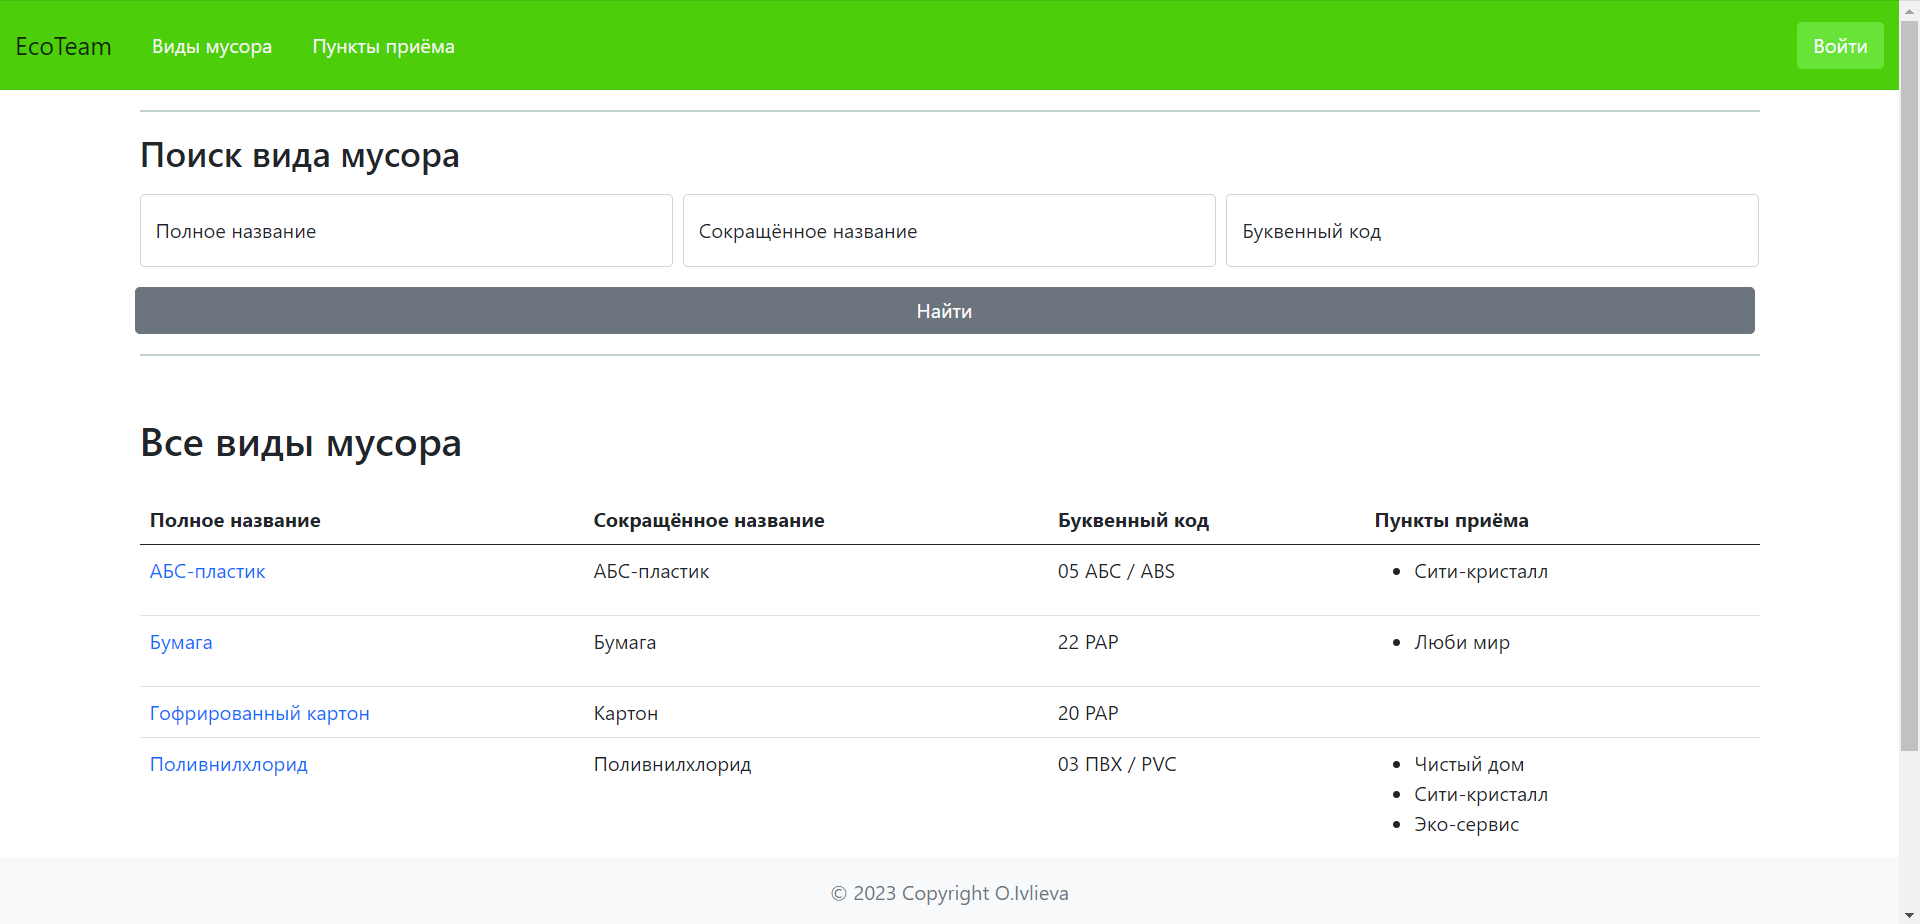 EcoTeam Виды мусора Пункты приёма Войти
Поиск вида мусора
Полное название Сокращённое название Буквенный код
Найти
Все виды мусора
Полное название Сокращённое название Буквенный код Пункты приёма
АБС-пластик АБС-пластик 05 АБС / ABS • Сити-кристалл
Бумага Бумага 22 PAP • Люби мир
Гофрированный картон Картон 20 PAP
Поливнилхлорид Поливнилхлорид 03 ПВХ / PVC • Чистый дом
• Сити-кристалл
• Эко-сервис
© 2023 Copyright O.Ivlieva